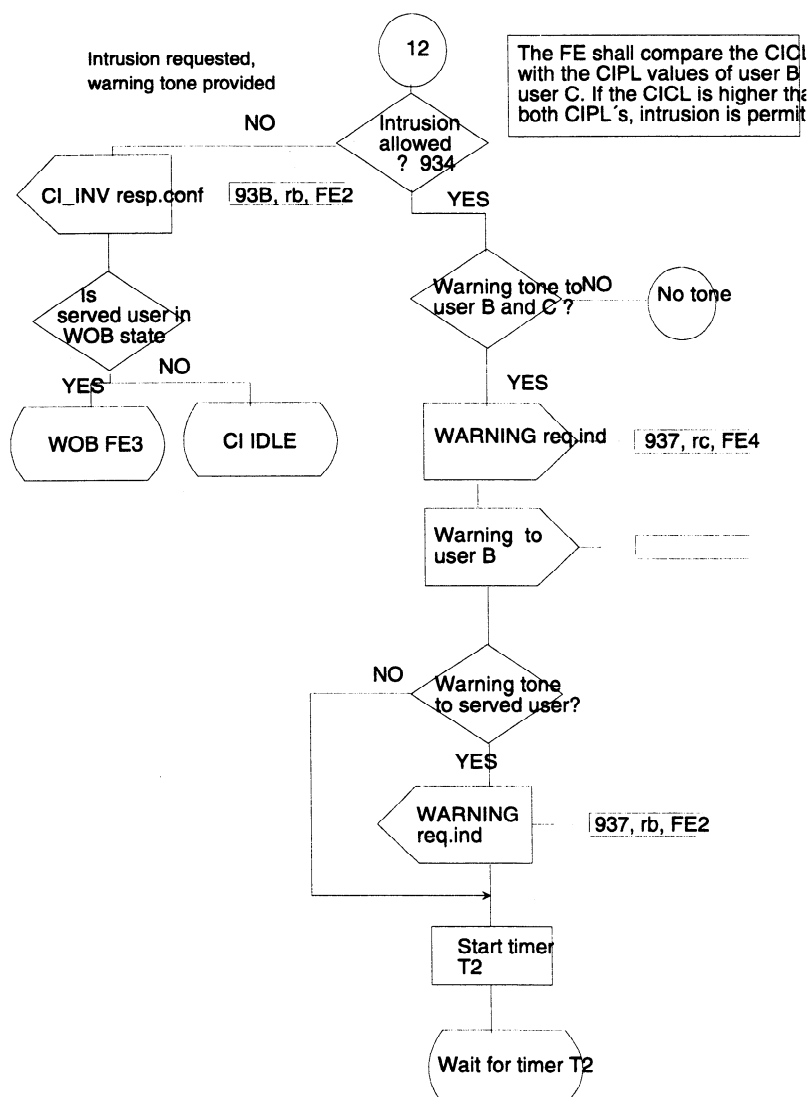 Intrusion requested,
warning tone provided
12
The FE shall compare the CICL
with the CIPL values of user B
user C. If the CICL is higher tha
both CIPL´s, intrusion is permit
NO
Intrusion
allowed
? 934
CI_INV resp.conf
93B, rb, FE2
YES
Is
served user in
WOB state
Warning tone to
user B and C ?
NO
No tone
YES
NO
YES
WOB FE3
CI IDLE
WARNING req.ind
937, rc, FE4
Warning to
user B
NO
Warning tone
to served user?
YES
WARNING
req.ind
937, rb, FE2
Start timer
T2
Wait for timer T2